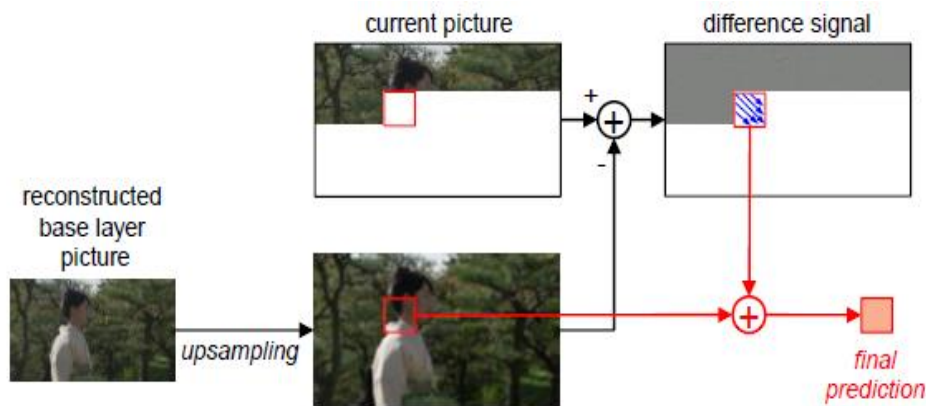 current picture
difference signal
+
+
-
reconstructed
base layer
picture
upsampling
+
final
prediction